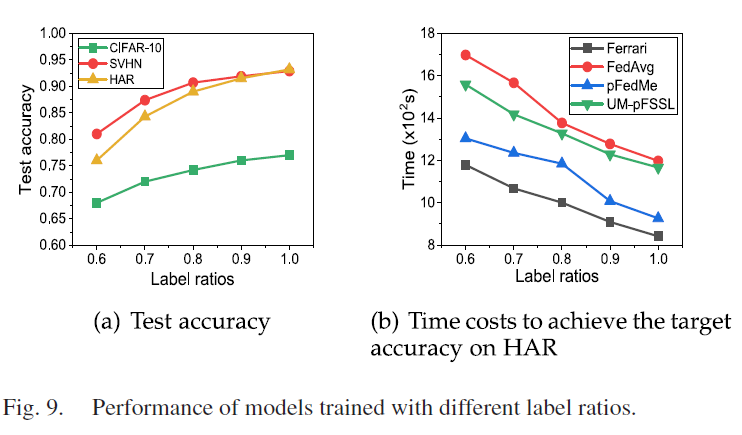 1.00
0.95
0.90
0.85
0.80
0.75
0.70
0.65
0.60
Test accuracy
CIFAR-10
SVHN
HAR
0.6 0.7 0.8 0.9 1.0
Label ratios
(a) Test accuracy
18
16
14
12
10
8
Time (x10²s)
Ferrari
FedAvg
pFedMe
UM-pFSSL
0.6 0.7 0.8 0.9 1.0
Label ratios
(b) Time costs to achieve the target
accuracy on HAR
Fig. 9. Performance of models trained with different label ratios.